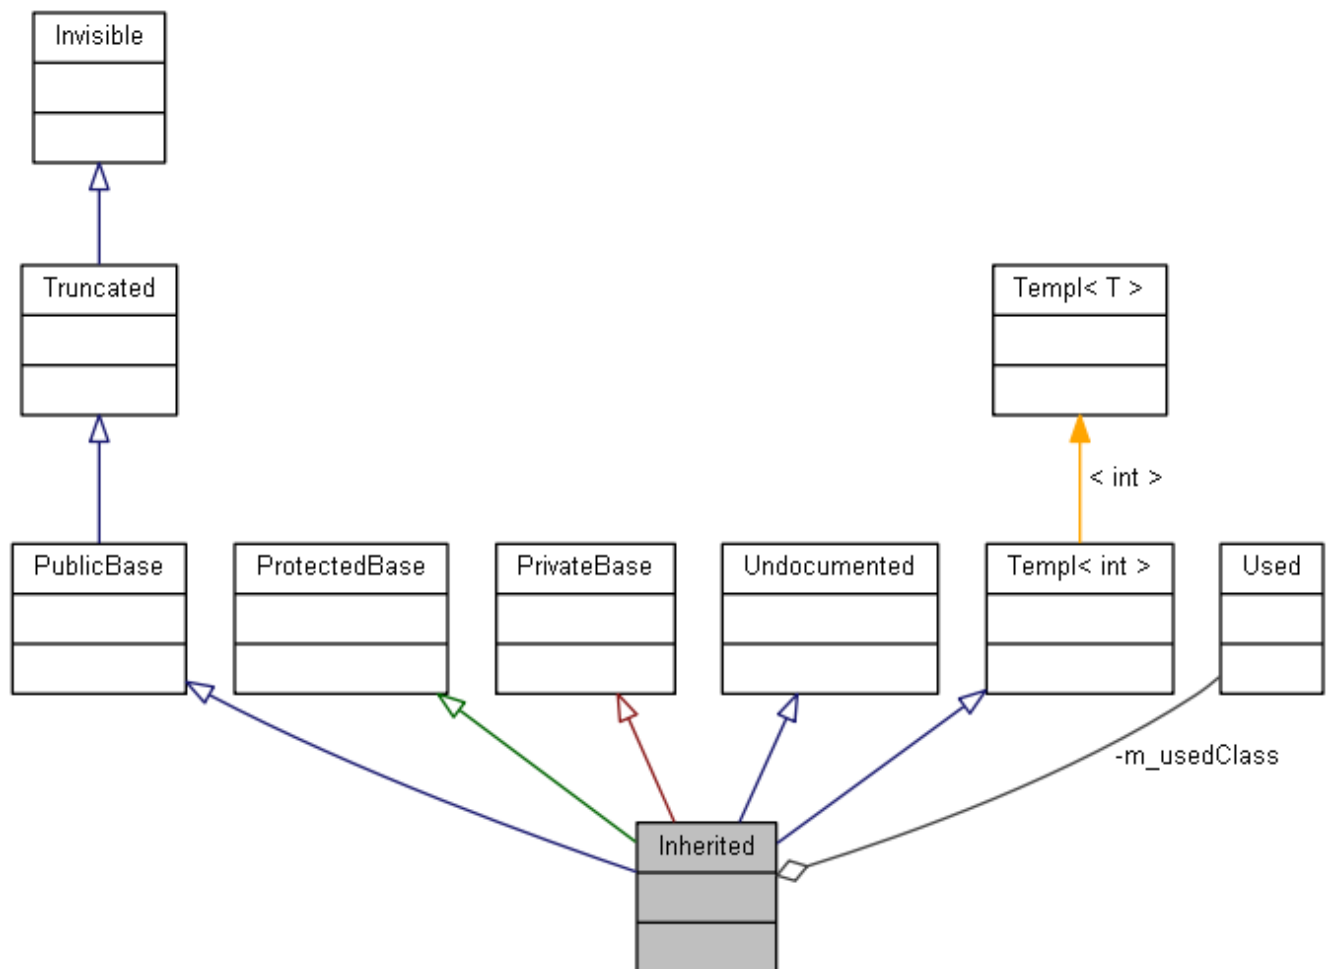 Invisible
Truncated
Templ< T >
< int >
PublicBase
ProtectedBase
PrivateBase
Undocumented
Templ< int >
Used
-m_usedClass
Inherited